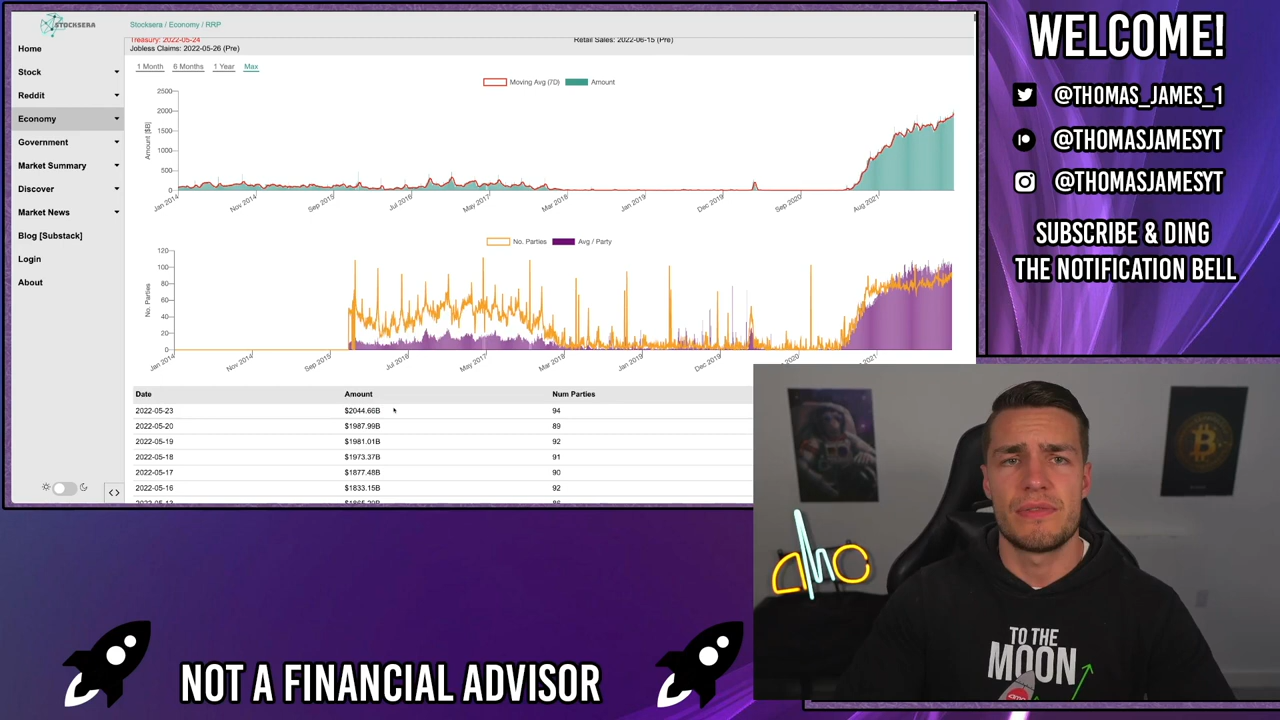 STOCKSERA
Stocksera / Economy / RRP
Treasury: 2022-05-24
Retail Sales: 2022-06-15 (Pre)
Jobless Claims: 2022-05-26 (Pre)
Home
Stock
Reddit
Economy
Government
Market Summary
Discover
Market News
Blog [Substack]
Login
About
1 Month 6 Months 1 Year Max
Moving Avg (7D) Amount
Amount [$B]
2500
2000
1500
1000
500
0
Jan 2014 Nov 2014 Sep 2015 Jul 2016 May 2017 Mar 2018 Jan 2019 Dec 2019 Sep 2020 Aug 2021
No. Parties Avg / Party
No. Parties
120
100
80
60
40
20
0
Jan 2014 Nov 2014 Sep 2015 Jul 2016 May 2017 Mar 2018 Jan 2019 Dec 2019 2020 2021
Date Amount Num Parties
2022-05-23 $2044.66B 94
2022-05-20 $1987.99B 89
2022-05-19 $1981.01B 92
2022-05-18 $1973.37B 91
2022-05-17 $1877.48B 90
2022-05-16 $1833.15B 92
WELCOME!
@THOMAS_JAMES_1
@THOMASJAMESYT
@THOMASJAMESYT
SUBSCRIBE & DING
THE NOTIFICATION BELL
TO THE
MOON
amc
NOT A FINANCIAL ADVISOR